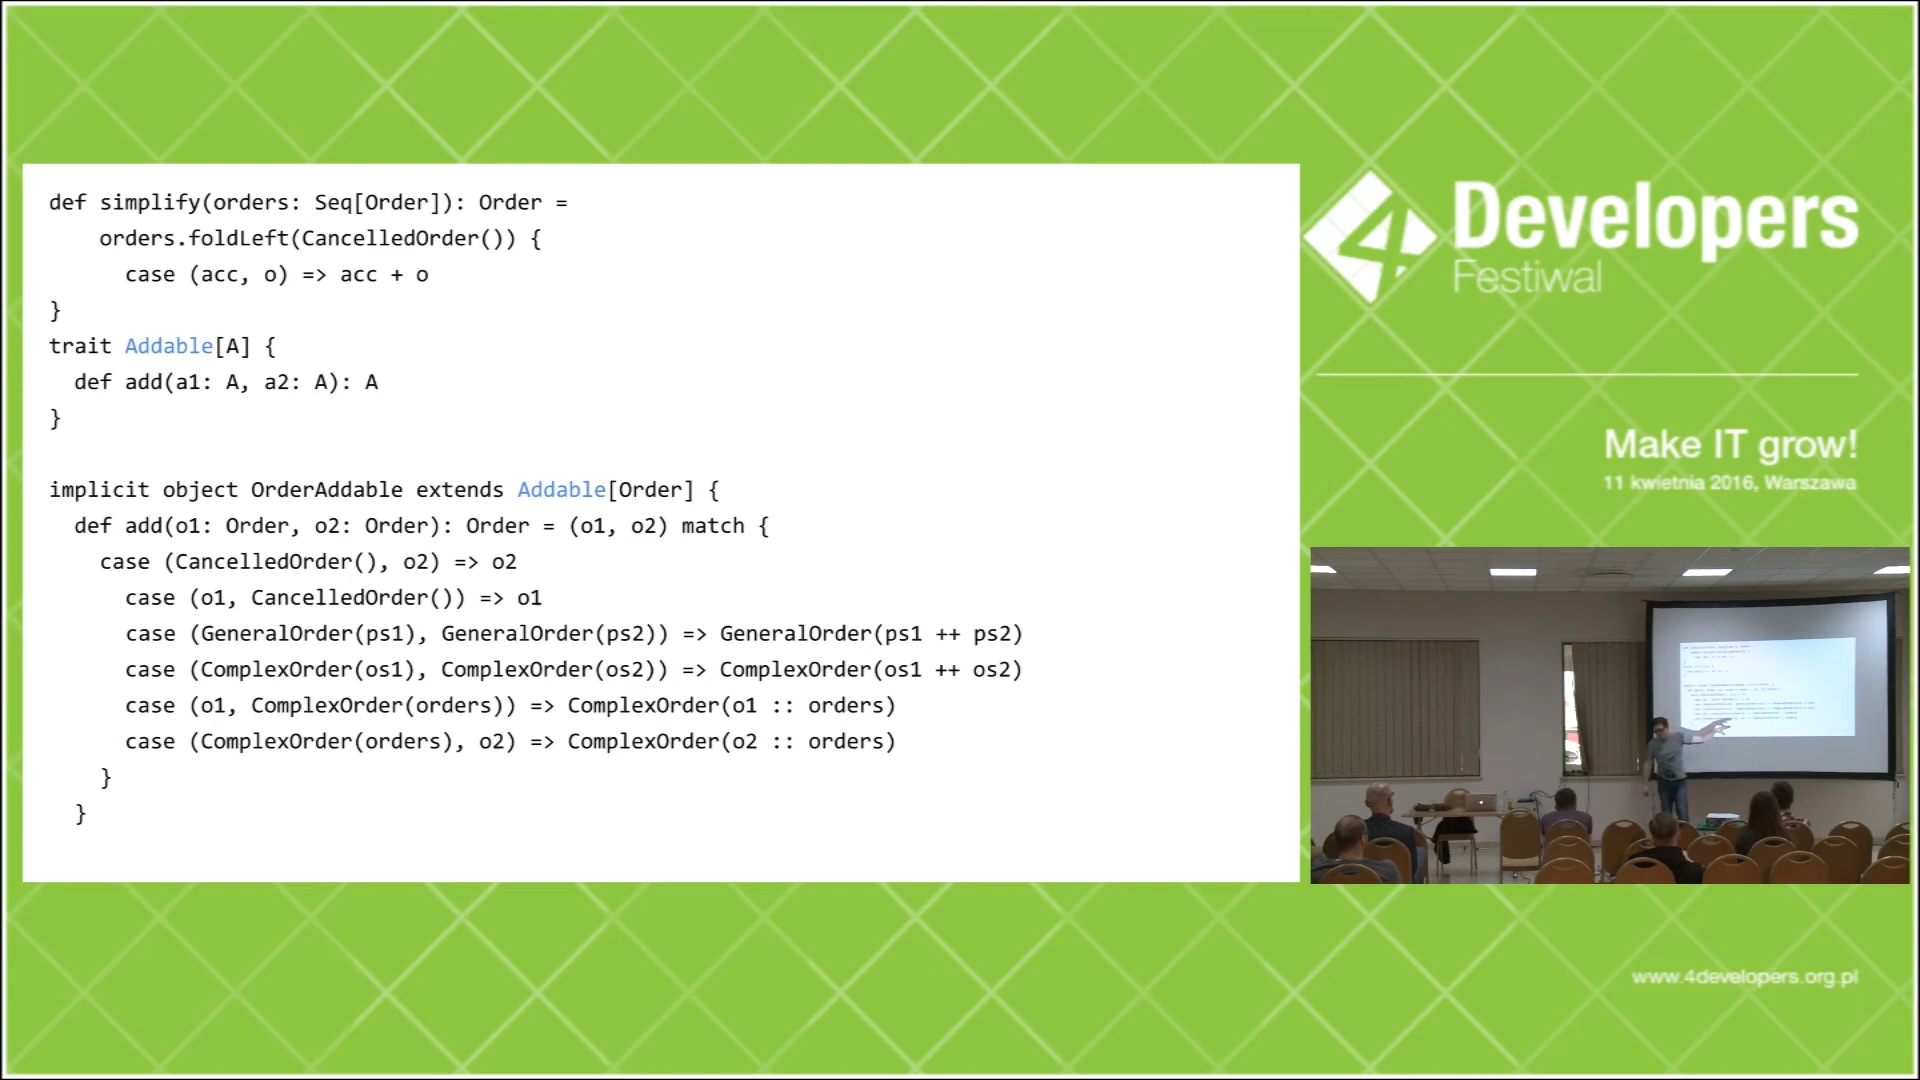 def simplify(orders: Seq[Order]): Order =
    orders.foldLeft(CancelledOrder()) {
      case (acc, o) => acc + o
}
trait Addable[A] {
  def add(a1: A, a2: A): A
}
implicit object OrderAddable extends Addable[Order] {
  def add(o1: Order, o2: Order): Order = (o1, o2) match {
    case (CancelledOrder(), o2) => o2
      case (o1, CancelledOrder()) => o1
      case (GeneralOrder(ps1), GeneralOrder(ps2)) => GeneralOrder(ps1 ++ ps2)
      case (ComplexOrder(os1), ComplexOrder(os2)) => ComplexOrder(os1 ++ os2)
      case (o1, ComplexOrder(orders)) => ComplexOrder(o1 :: orders)
      case (ComplexOrder(orders), o2) => ComplexOrder(o2 :: orders)
    }
  }
4Developers
Festiwal
Make IT grow!
11 kwietnia 2016, Warszawa
www.4developers.org.pl